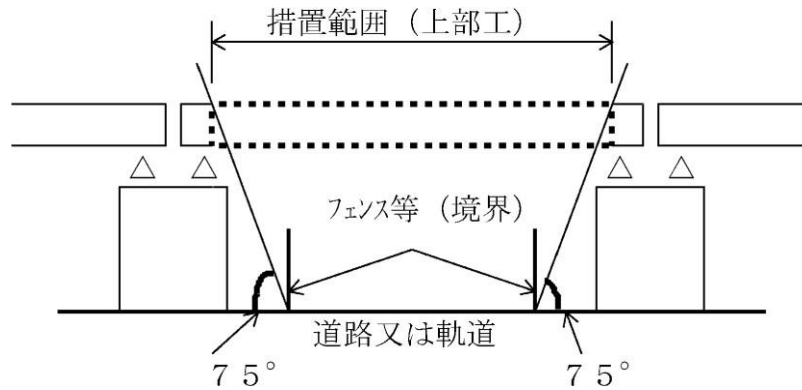 措置範囲（上部工）
フェンス等（境界）
道路又は軌道
７５°
７５°